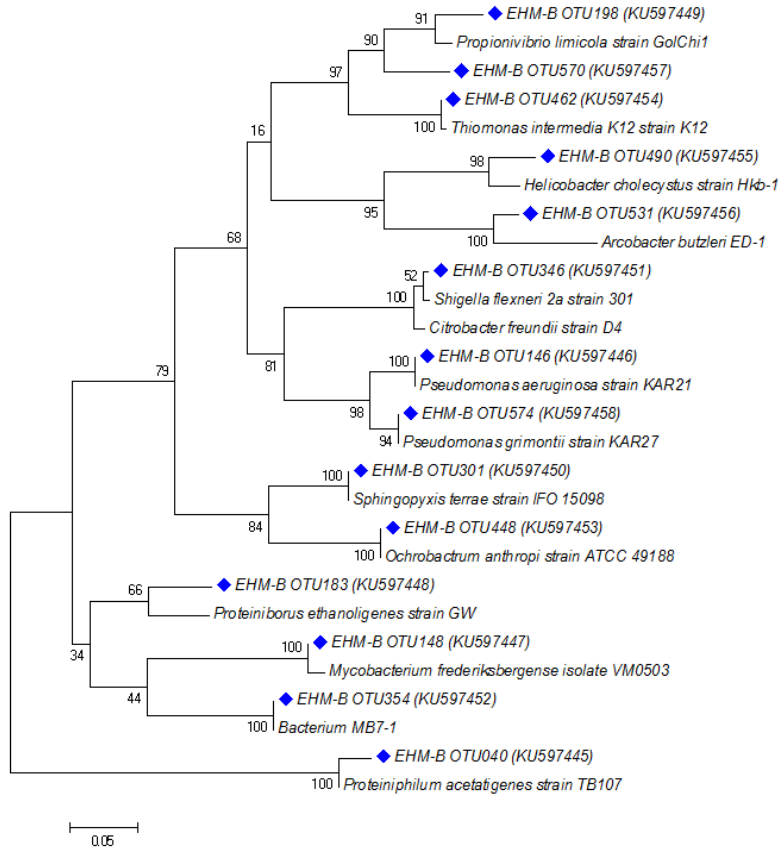 91
EHM-B OTU198 (KU597449)
90
Propionivibrio limicola strain GolChi1
97
EHM-B OTU570 (KU597457)
EHM-B OTU462 (KU597454)
100
Thiomonas intermedia K12 strain K12
16
98
EHM-B OTU490 (KU597455)
Helicobacter cholecystus strain Hkb-1
95
EHM-B OTU531 (KU597456)
100
Arcobacter butzleri ED-1
68
52
EHM-B OTU346 (KU597451)
100
Shigella flexneri 2a strain 301
Citrobacter freundii strain D4
81
100
EHM-B OTU146 (KU597446)
Pseudomonas aeruginosa strain KAR21
98
EHM-B OTU574 (KU597458)
94
Pseudomonas grimontii strain KAR27
79
100
EHM-B OTU301 (KU597450)
Sphingopyxis terrae strain IFO 15098
84
EHM-B OTU448 (KU597453)
100
Ochrobactrum anthropi strain ATCC 49188
66
EHM-B OTU183 (KU597448)
Proteiniborus ethanoligenes strain GW
34
100
EHM-B OTU148 (KU597447)
Mycobacterium frederiksbergense isolate VM0503
44
EHM-B OTU354 (KU597452)
100
Bacterium MB7-1
EHM-B OTU040 (KU597445)
100
Proteiniphilum acetatigenes strain TB107
0.05